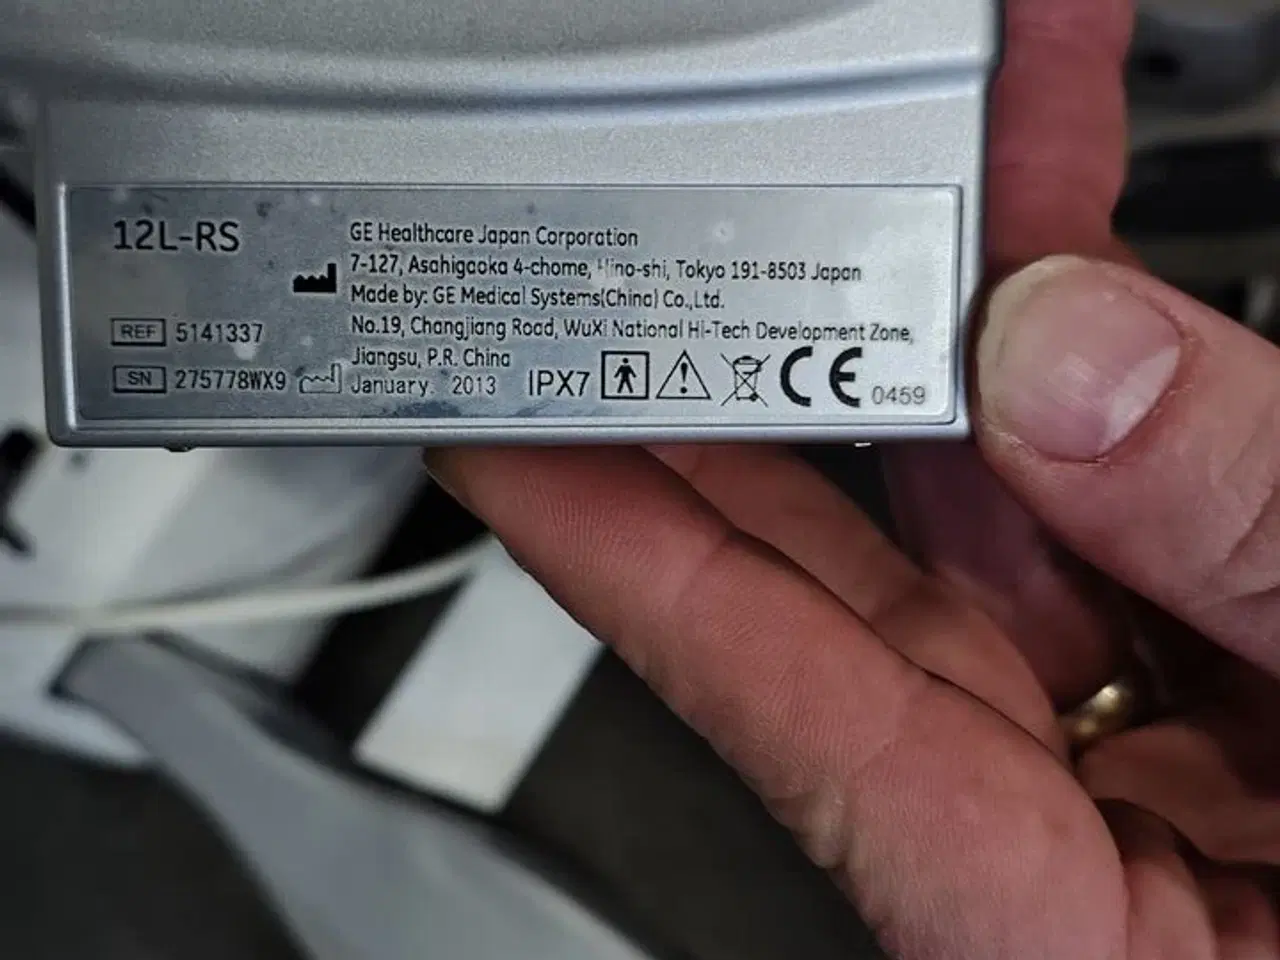 12L-RS
GE Healthcare Japan Corporation
7-127, Asahigaoka 4-chome, Hino-shi, Tokyo 191-8503 Japan
Made by: GE Medical Systems(China) Co.,Ltd.
No.19, Changjiang Road, WuXi National Hi-Tech Development Zone,
Jiangsu, P.R. China
REF 5141337
SN 275778WX9
January. 2013
IPX7 CE 0459